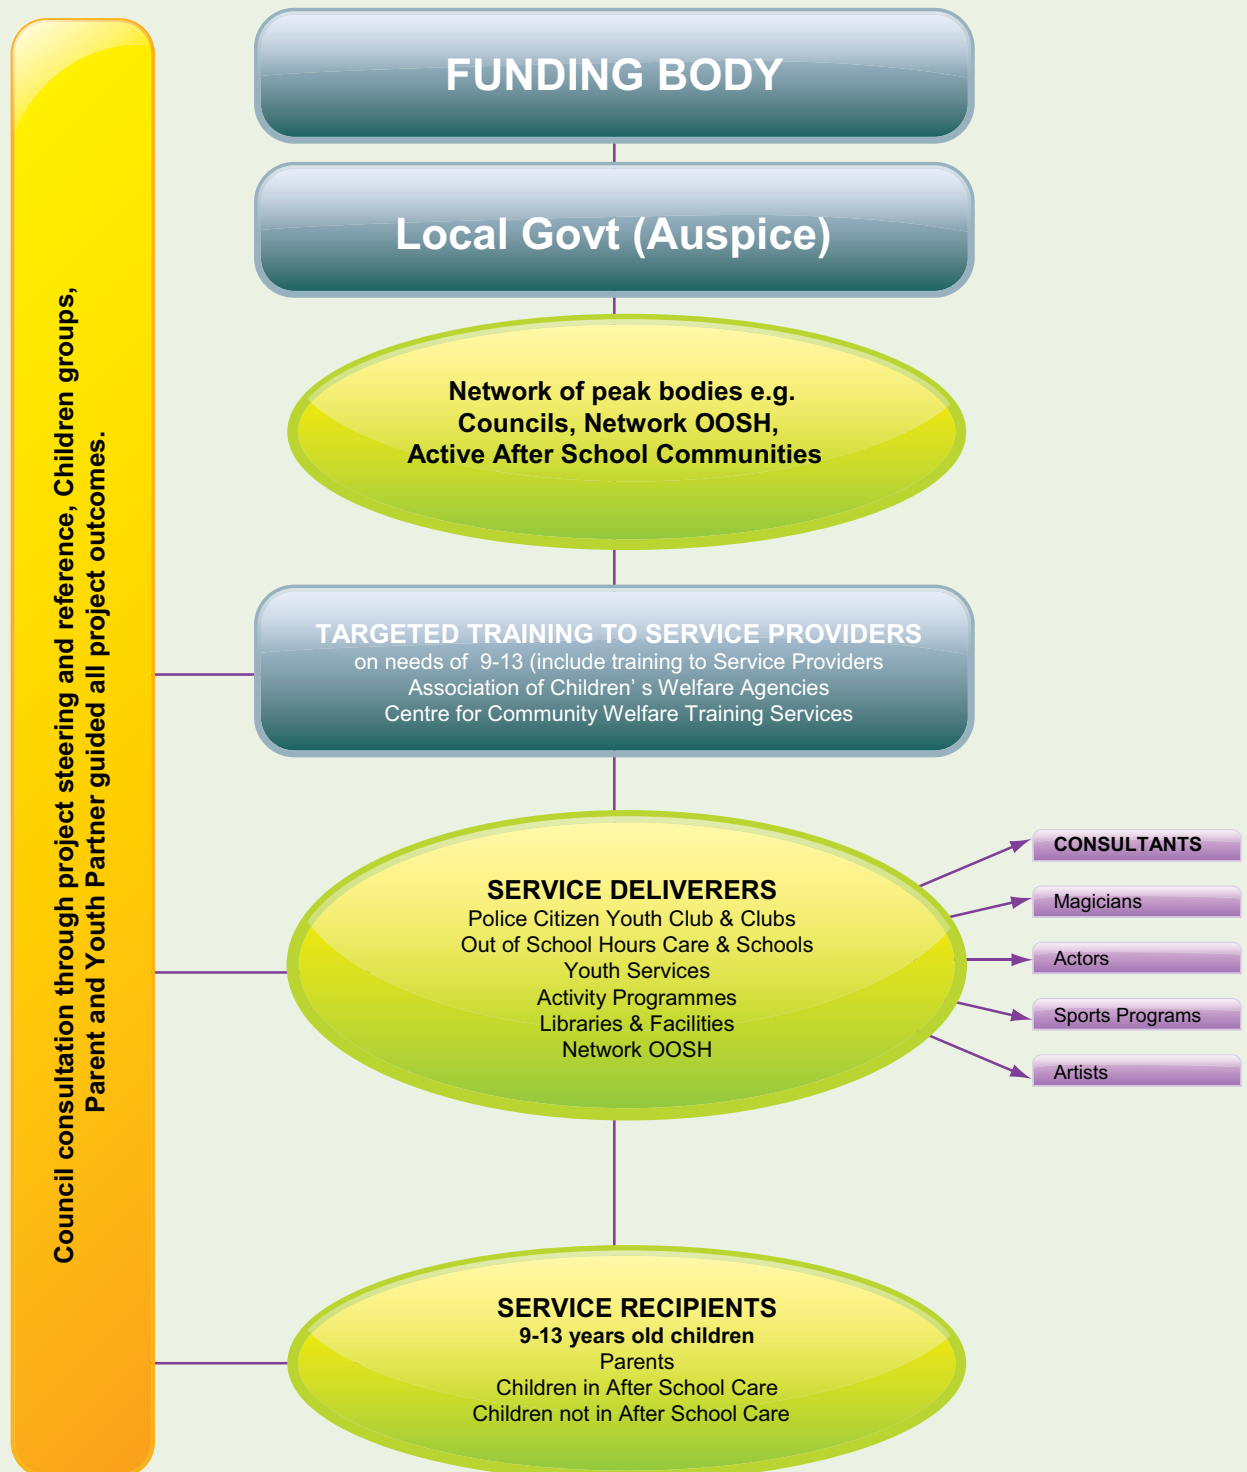 Council consultation through project steering and reference, Children groups,
Parent and Youth Partner guided all project outcomes.
FUNDING BODY
Local Govt (Auspice)
Network of peak bodies e.g.
Councils, Network OOSH,
Active After School Communities
TARGETED TRAINING TO SERVICE PROVIDERS
on needs of 9-13 (include training to Service Providers
Association of Children' s Welfare Agencies
Centre for Community Welfare Training Services
SERVICE DELIVERERS
Police Citizen Youth Club & Clubs
Out of School Hours Care & Schools
Youth Services
Activity Programmes
Libraries & Facilities
Network OOSH
CONSULTANTS
Magicians
Actors
Sports Programs
Artists
SERVICE RECIPIENTS
9-13 years old children
Parents
Children in After School Care
Children not in After School Care